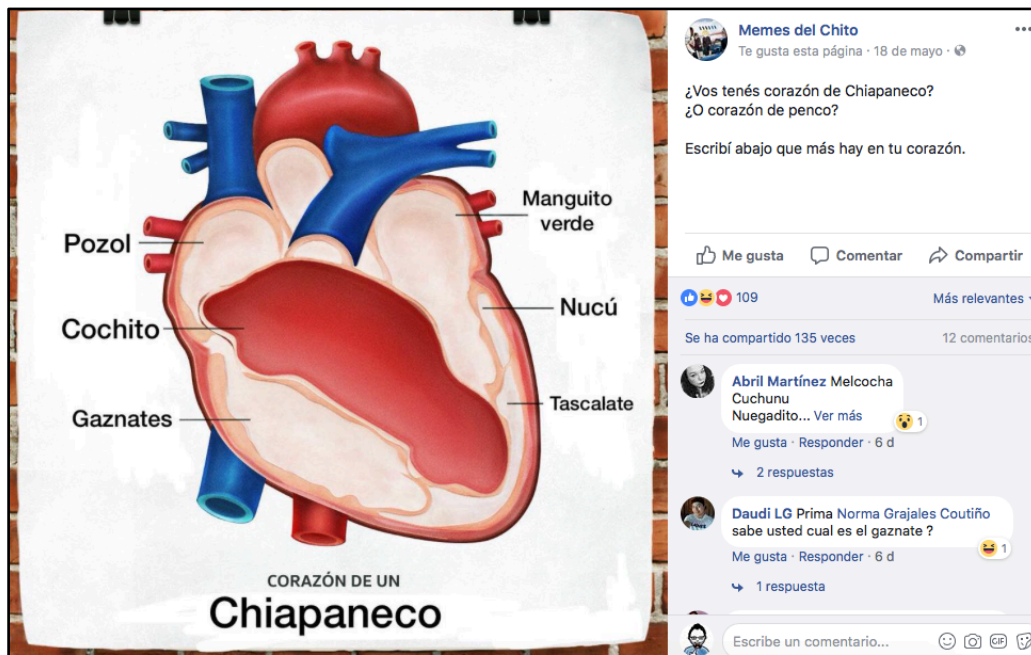 Pozol
Cochito
Gaznates
Manguito
verde
Nucú
Tascalate
CORAZÓN DE UN
Chiapaneco
Memes del Chito
Te gusta esta página · 18 de mayo ·
¿Vos tenés corazón de Chiapaneco?
¿O corazón de penco?
Escribí abajo que más hay en tu corazón.
Me gusta Comentar Compartir
109 Más relevantes
Se ha compartido 135 veces 12 comentarios
Abril Martínez Melcocha
Cuchunu
Nuegadito... Ver más
1
Me gusta · Responder · 6 d
2 respuestas
Daudi LG Prima Norma Grajales Coutiño
sabe usted cual es el gaznate ?
1
Me gusta · Responder · 6 d
1 respuesta
Escribe un comentario... GIF